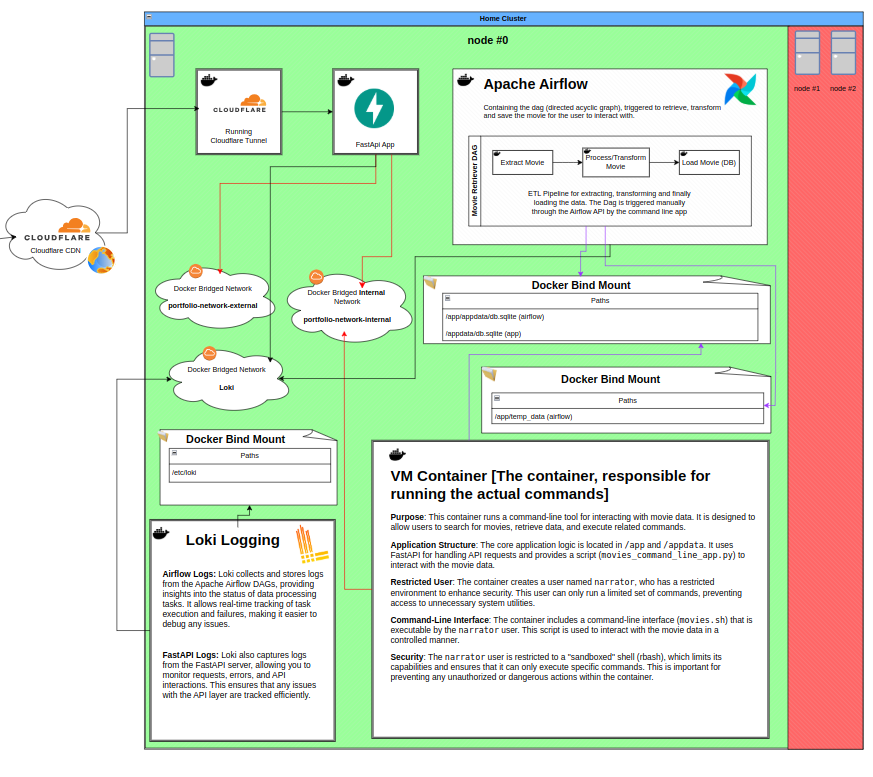 Home Cluster
node #0
node #1
node #2
CLOUDFLARE
Running
Cloudflare Tunnel
FastApi App
Apache Airflow
Containing the dag (directed acyclic graph), triggered to retrieve, transform
and save the movie for the user to interact with.
Movie Retriever DAG
Extract Movie
Process/Transform
Movie
Load Movie (DB)
ETL Pipeline for extracting, transforming and finally
loading the data. The Dag is triggered manually
through the Airflow API by the command line app
CLOUDFLARE
Cloudflare CDN
Docker Bridged Network
portfolio-network-external
Docker Bridged Internal
Network
portfolio-network-internal
Docker Bind Mount
Paths
/app/appdata/db.sqlite (airflow)
/appdata/db.sqlite (app)
Docker Bridged Network
Loki
Docker Bind Mount
Paths
/app/temp_data (airflow)
Docker Bind Mount
Paths
/etc/loki
Loki Logging
Airflow Logs: Loki collects and stores logs
from the Apache Airflow DAGs, providing
insights into the status of data processing
tasks. It allows real-time tracking of task
execution and failures, making it easier to
debug any issues.
FastAPI Logs: Loki also captures logs
from the FastAPI server, allowing you to
monitor requests, errors, and API
interactions. This ensures that any issues
with the API layer are tracked efficiently.
VM Container [The container, responsible for
running the actual commands]
Purpose: This container runs a command-line tool for interacting with movie data. It is designed to
allow users to search for movies, retrieve data, and execute related commands.
Application Structure: The core application logic is located in /app and /appdata. It uses
FastAPI for handling API requests and provides a script (movies_command_line_app.py) to
interact with the movie data.
Restricted User: The container creates a user named narrator, who has a restricted
environment to enhance security. This user can only run a limited set of commands, preventing
access to unnecessary system utilities.
Command-Line Interface: The container includes a command-line interface (movies.sh) that is
executable by the narrator user. This script is used to interact with the movie data in a
controlled manner.
Security: The narrator user is restricted to a "sandboxed" shell (rbash), which limits its
capabilities and ensures that it can only execute specific commands. This is important for
preventing any unauthorized or dangerous actions within the container.